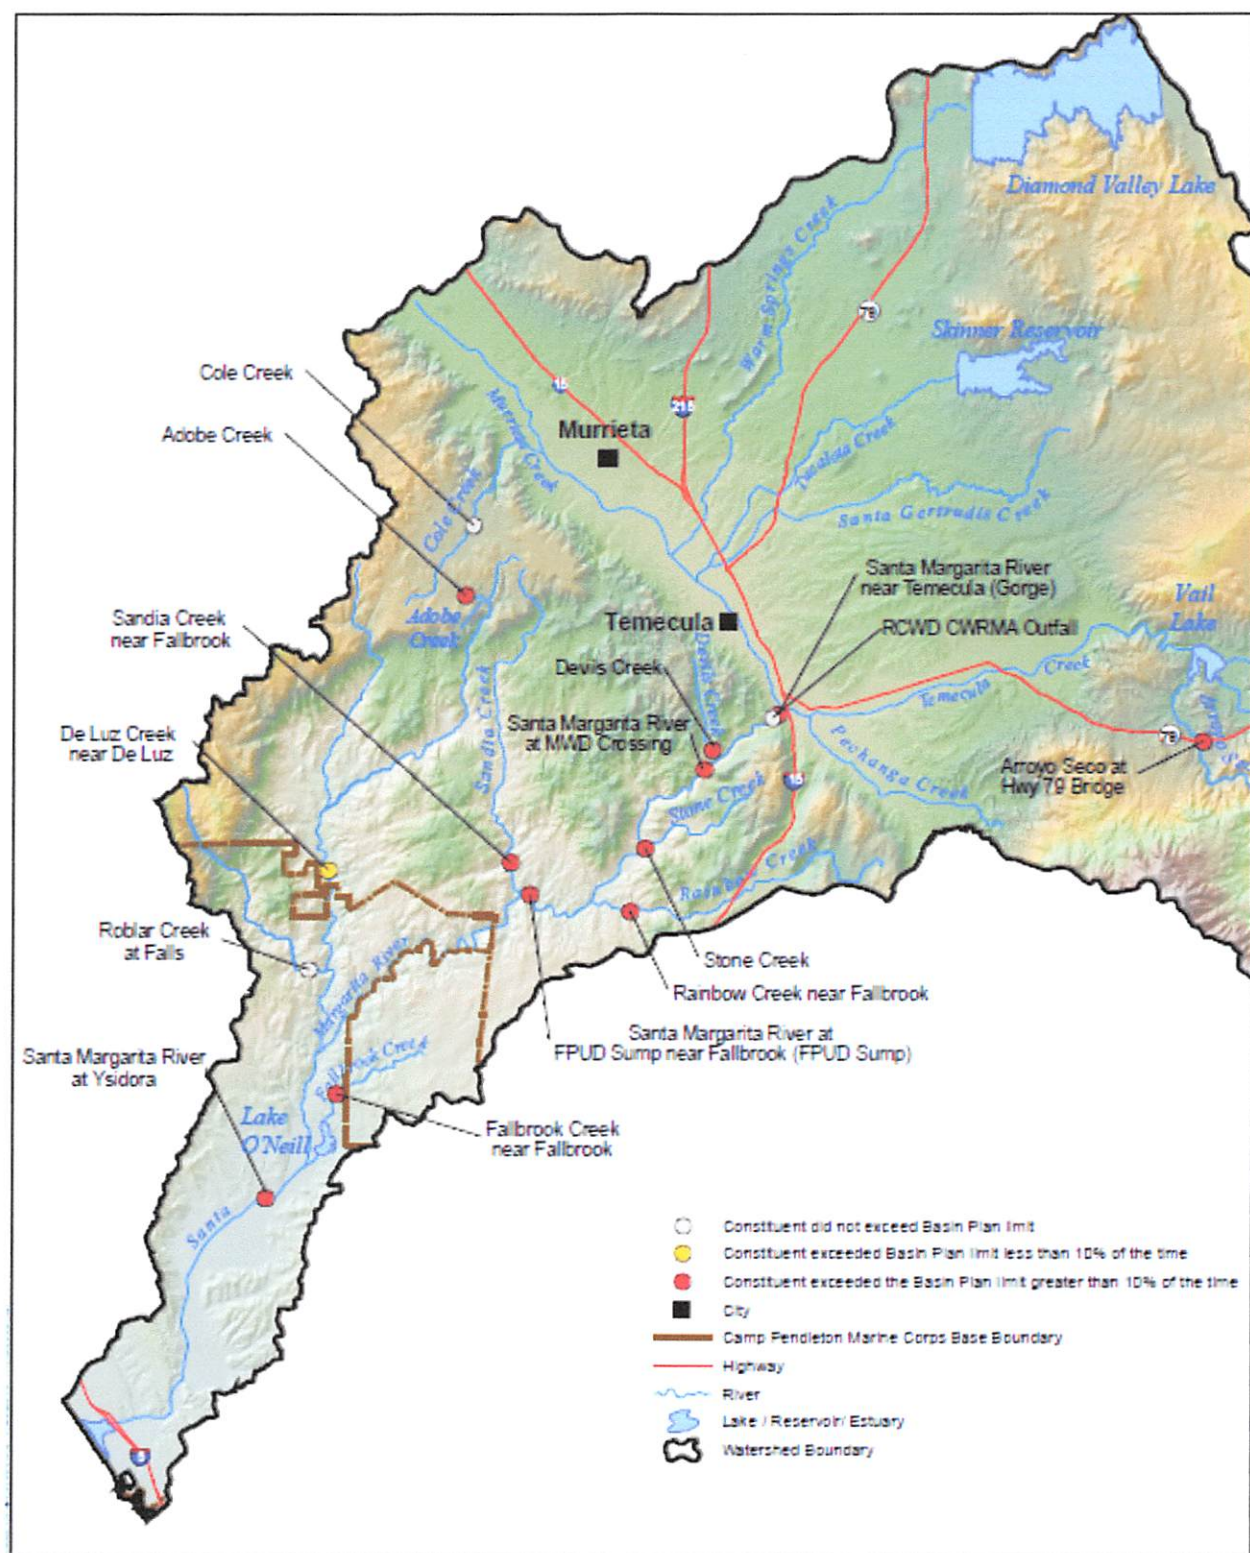 Diamond Valley Lake
Warm Springs Creek
79
Skinner Reservoir
Cole Creek
15
215
Murrieta Creek
Murrieta
Adobe Creek
Tucalota Creek
Santa Gertrudis Creek
Cole Creek
Santa Margarita River
near Temecula (Gorge)
Vail
Lake
Adobe
Creek
Sandia Creek
near Fallbrook
Temecula
RCWD CWRMA Outfall
Devils Creek
Devils Creek
Temecula Creek
Sandia Creek
Santa Margarita River
at MWD Crossing
De Luz Creek
near De Luz
Pechanga Creek
79
Arroyo Seco at
Hwy 79 Bridge
15
Stone Creek
Rainbow Creek
Roblar Creek
at Falls
Margarita River
Stone Creek
Rainbow Creek near Fallbrook
Santa Margarita River at
FPUD Sump near Fallbrook (FPUD Sump)
Santa Margarita River
at Ysidora
Fallbrook Creek
Lake
O'Neill
Fallbrook Creek
near Fallbrook
Santa
Constituent did not exceed Basin Plan limit
Constituent exceeded Basin Plan limit less than 10% of the time
Constituent exceeded the Basin Plan limit greater than 10% of the time
City
Camp Pendleton Marine Corps Base Boundary
Highway
River
Lake / Reservoir/ Estuary
Watershed Boundary
5